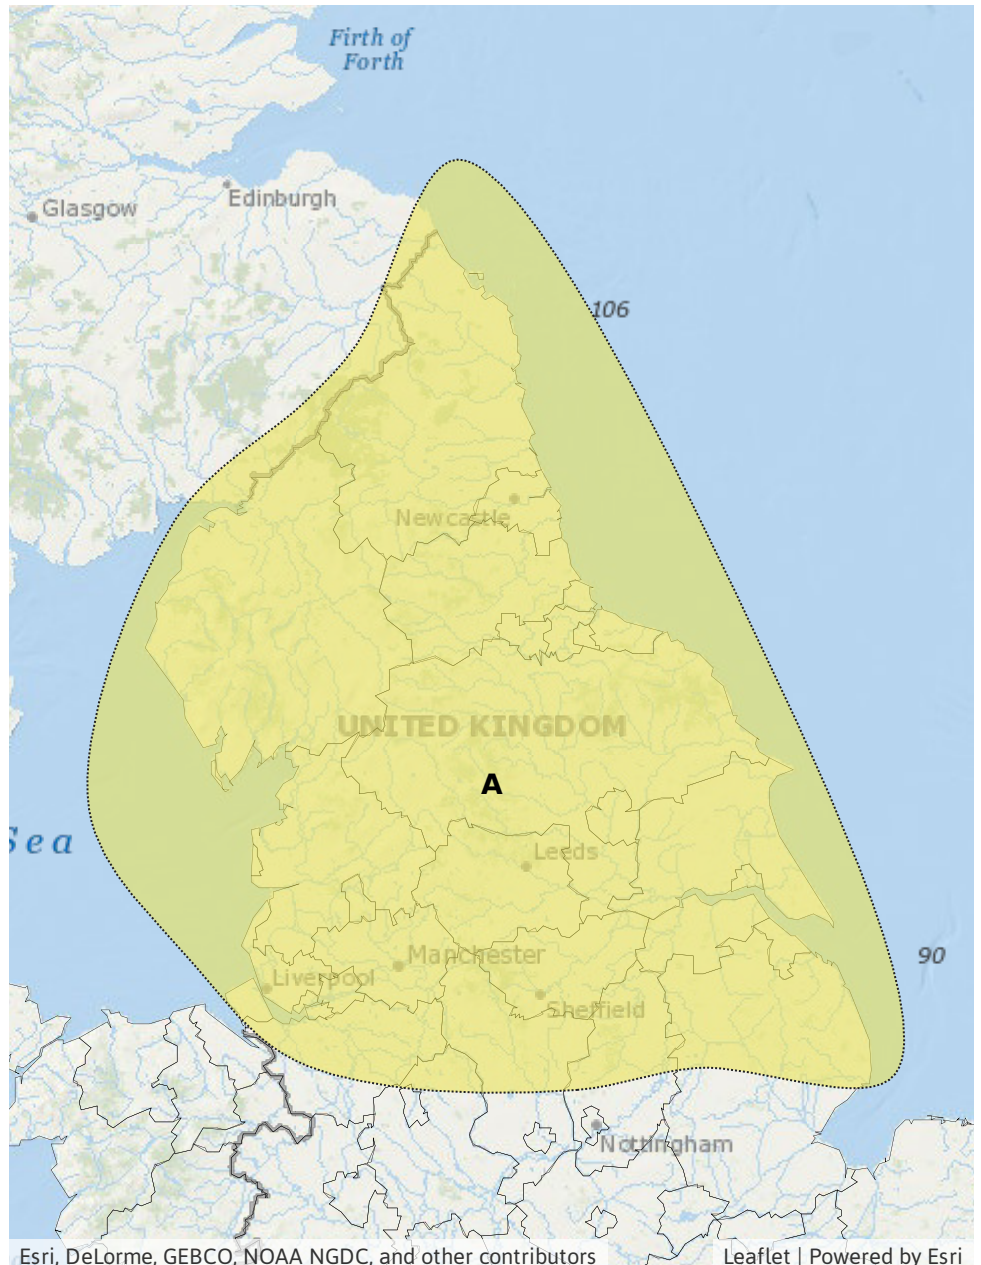 Firth of
Forth
Edinburgh
Glasgow
106
Newcastle
UNITED KINGDOM
A
Sea
Leeds
Manchester
90
Liverpool
Sheffield
Nottingham
Esri, DeLorme, GEBCO, NOAA NGDC, and other contributors
Leaflet | Powered by Esri